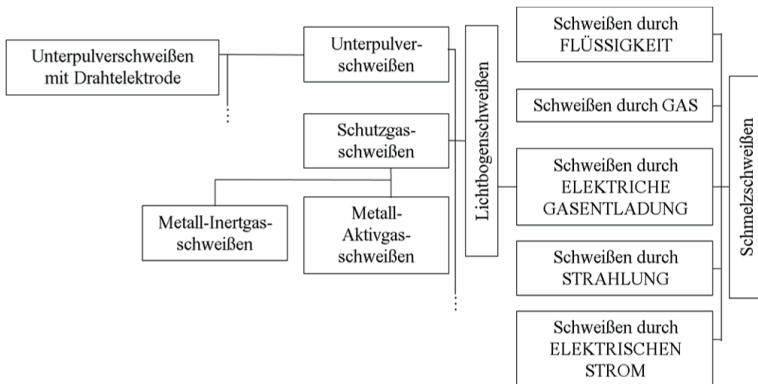 Unterpulverschweißen
mit Drahtelektrode
Unterpulver-
schweißen
Schutzgas-
schweißen
Metall-Inertgas-
schweißen
Metall-
Aktivgas-
schweißen
Lichtbogenschweißen
Schweißen durch
FLÜSSIGKEIT
Schweißen durch GAS
Schweißen durch
ELEKTRICHE
GASENTLADUNG
Schweißen durch
STRAHLUNG
Schweißen durch
ELEKTRISCHEN
STROM
Schmelzschweißen